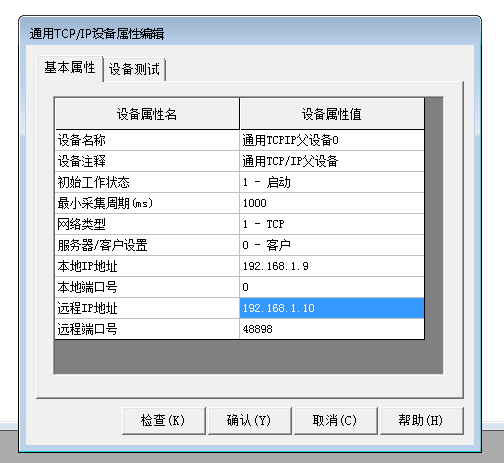 通用TCP/IP设备属性编辑
基本属性 设备测试
设备属性名 设备属性值
设备名称 通用TCPIP父设备0
设备注释 通用TCP/IP父设备
初始工作状态 1 - 启动
最小采集周期(ms) 1000
网络类型 1 - TCP
服务器/客户设置 0 - 客户
本地IP地址 192.168.1.9
本地端口号 0
远程IP地址 192.168.1.10
远程端口号 48898
检查(K) 确认(Y) 取消(C) 帮助(H)